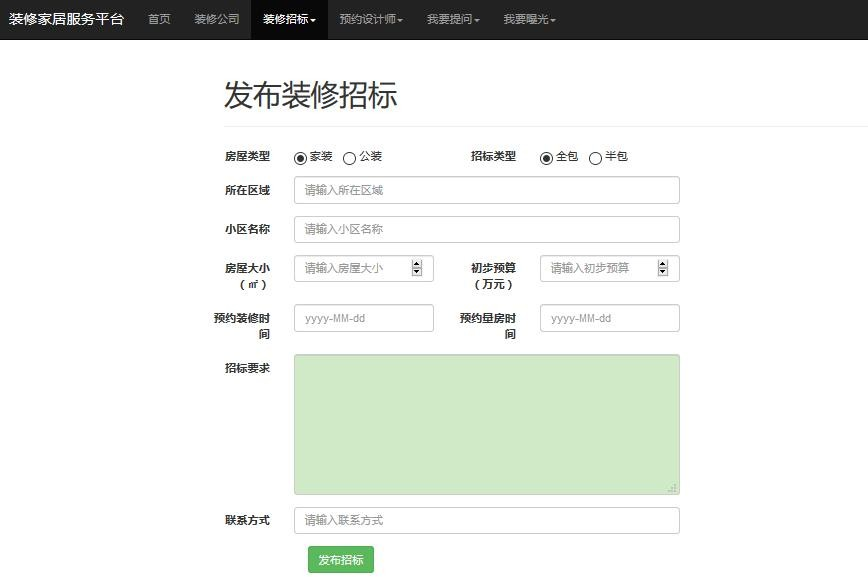 装修家居服务平台 首页 装修公司 装修招标 预约设计师 我要提问 我要曝光
发布装修招标
房屋类型 家装 公装 招标类型 全包 半包
所在区域 请输入所在区域
小区名称 请输入小区名称
房屋大小 请输入房屋大小 初步预算 请输入初步预算
（㎡） （万元）
预约装修时 yyyy-MM-dd 预约量房时 yyyy-MM-dd
间 间
招标要求
联系方式 请输入联系方式
发布招标